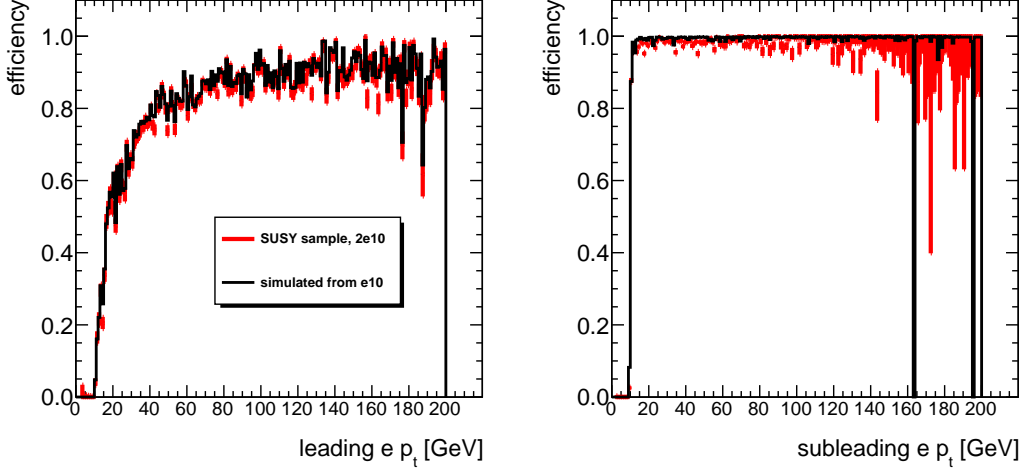 efficiency
1.0
0.8
0.6
0.4
0.2
0.0
0 20 40 60 80 100 120 140 160 180 200
leading e p_t [GeV]
SUSY sample, 2e10
simulated from e10
efficiency
1.0
0.8
0.6
0.4
0.2
0.0
0 20 40 60 80 100 120 140 160 180 200
subleading e p_t [GeV]